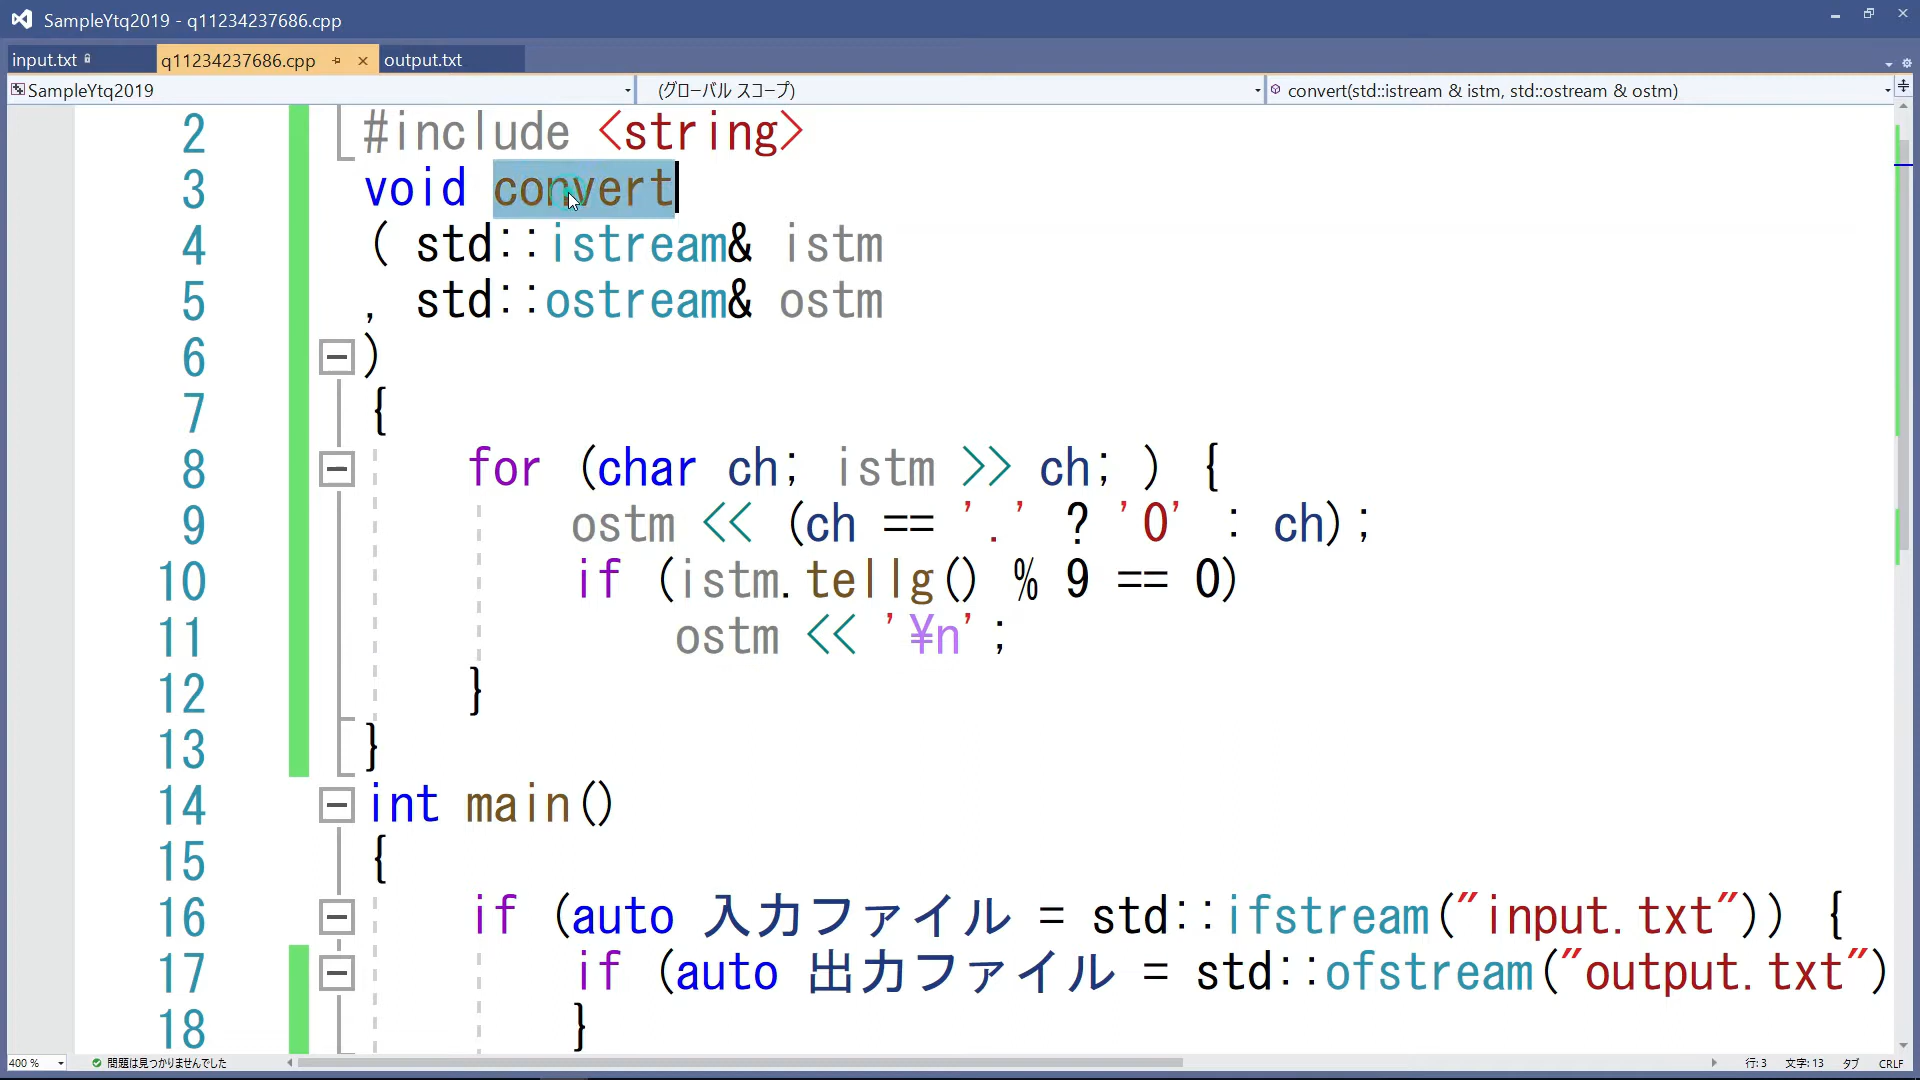 SampleYtq2019 - q11234237686.cpp
input.txt q11234237686.cpp output.txt
SampleYtq2019 (グローバル スコープ) convert(std::istream & istm, std::ostream & ostm)
2 #include <string>
3 void convert
4 ( std::istream& istm
5 , std::ostream& ostm
6 )
7 {
8 for (char ch; istm >> ch; ) {
9 ostm << (ch == '.' ? '0' : ch);
10 if (istm.tellg() % 9 == 0)
11 ostm << '¥n';
12 }
13 }
14 int main()
15 {
16 if (auto 入力ファイル = std::ifstream("input.txt")) {
17 if (auto 出力ファイル = std::ofstream("output.txt")
18 }
400 % 問題は見つかりませんでした 行: 3 文字: 13 タブ CRLF